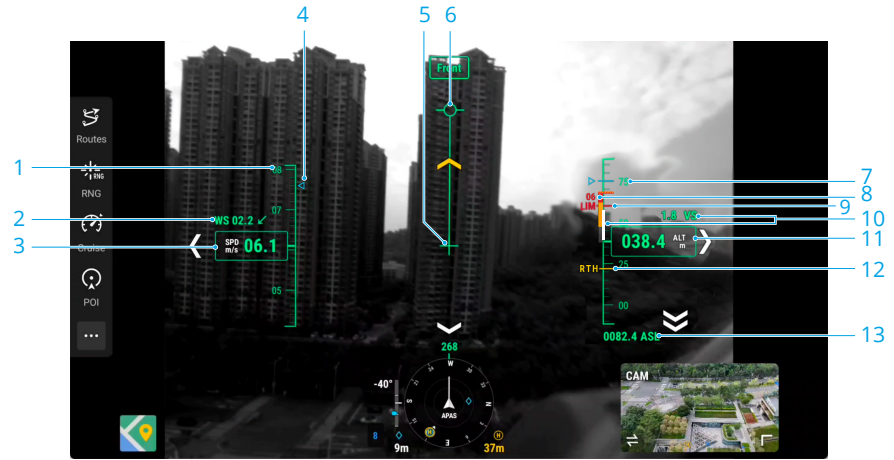 4
5
6
Front
Routes
1
08
7
75
RNG
RNG
06
8
LIM
9
07
2
WS 02.2
1.8 VS
10
Cruise
3
SPD
m/s
06.1
038.4
ALT
m
11
RTH
25
12
POI
05
00
268
0082.4 ASL
13
-40°
W
N
E
APAS
H
8
9m
H
37m
CAM